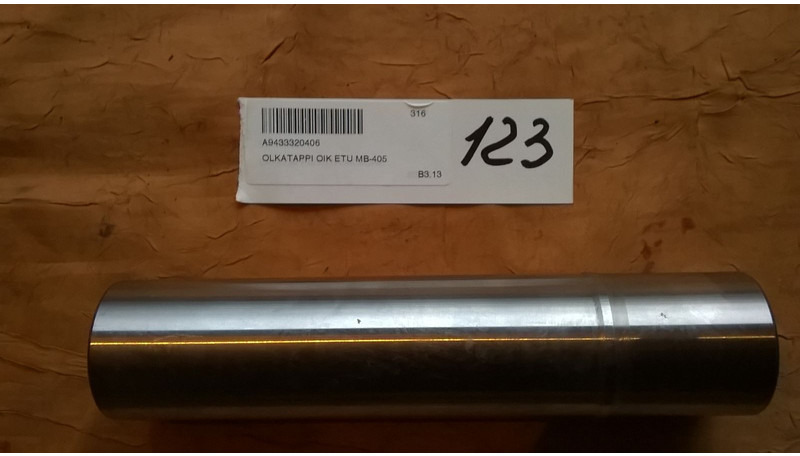 316
A9433320406
OLKATAPPI OIK ETU MB-405
B3.13
123